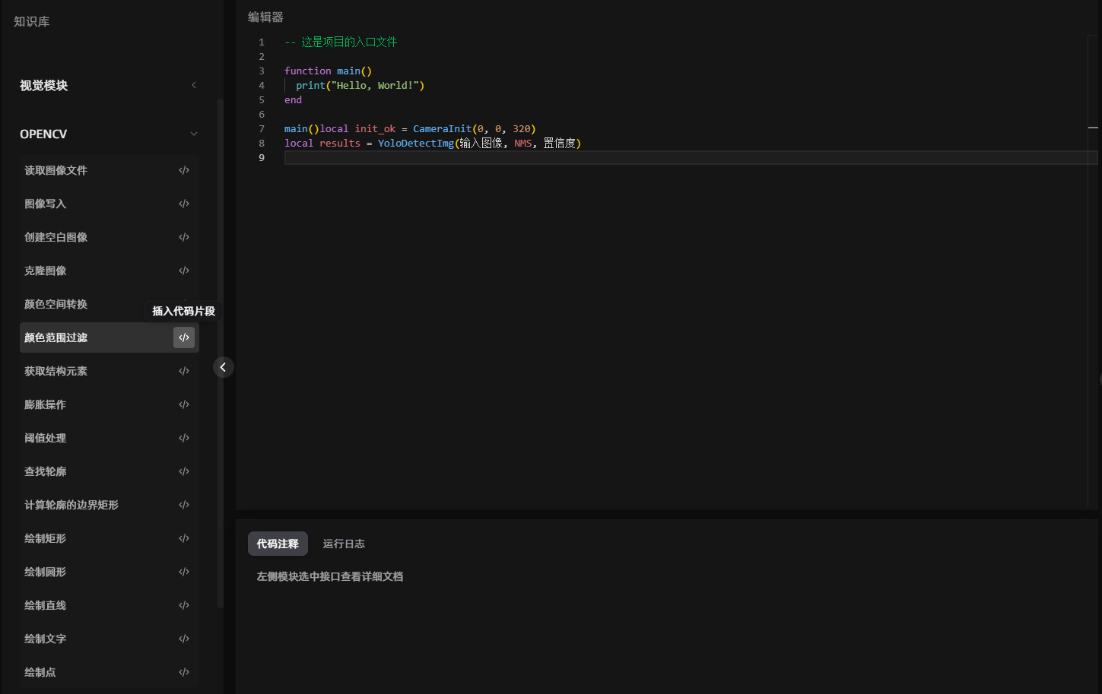 知识库
视觉模块
OPENCV
读取图像文件
图像写入
创建空白图像
克隆图像
颜色空间转换
插入代码片段
颜色范围过滤
获取结构元素
膨胀操作
阈值处理
查找轮廓
计算轮廓的边界矩形
绘制矩形
绘制圆形
绘制直线
绘制文字
绘制点
编辑器
1 -- 这是项目的入口文件
2
3 function main()
4 print("Hello, World!")
5 end
6
7 main()local init_ok = CameraInit(0, 0, 320)
8 local results = YoloDetectImg(输入图像, NMS, 置信度)
9
代码注释 运行日志
左侧模块选中接口查看详细文档